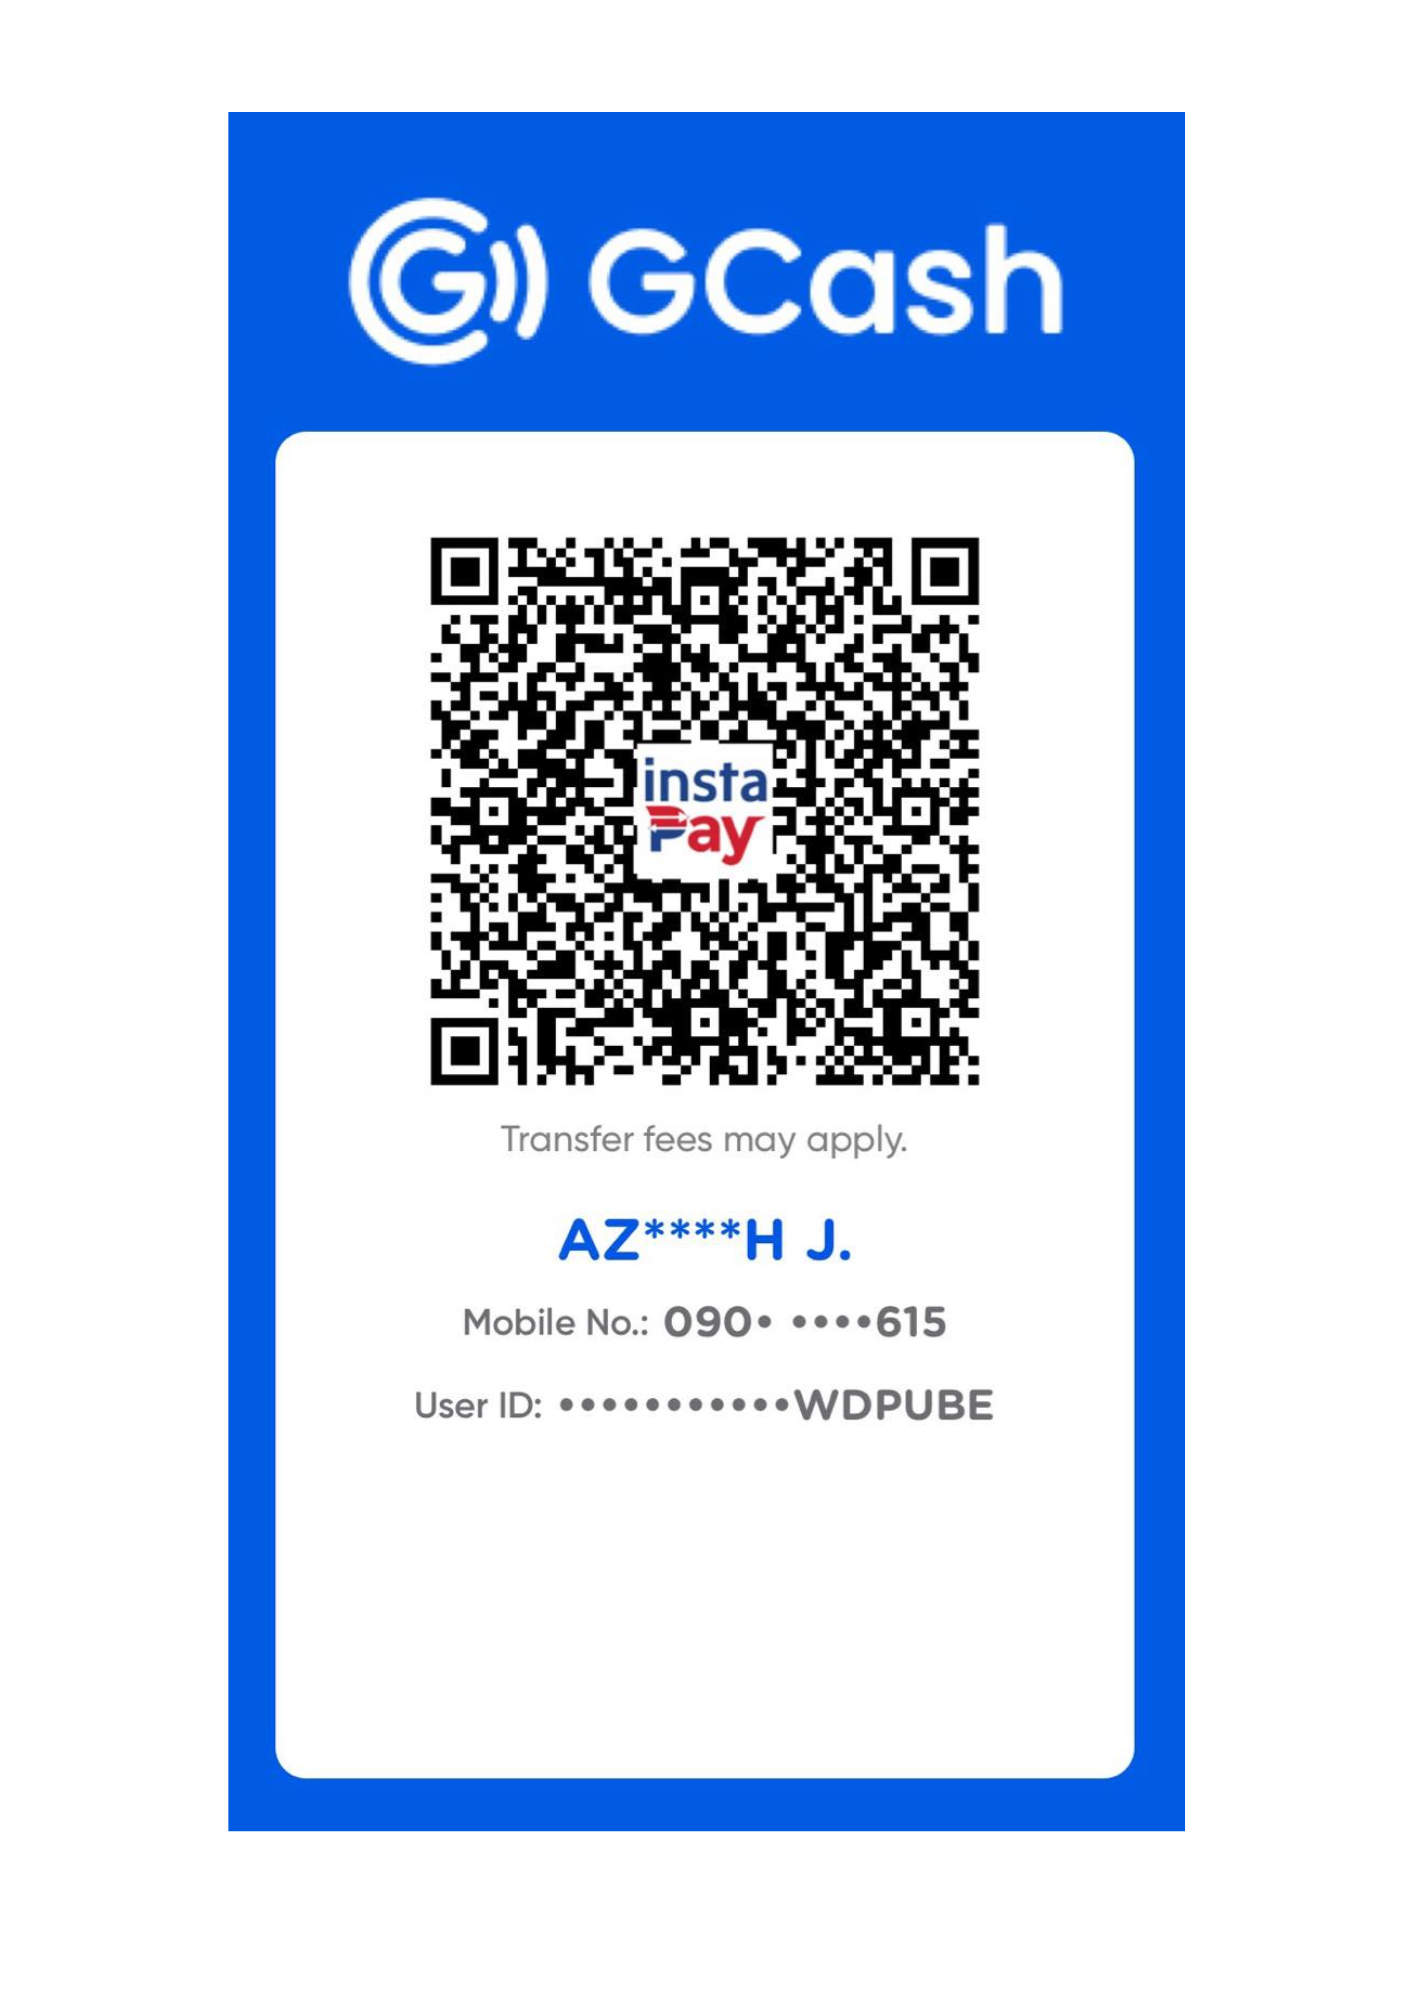 GCash
insta
Pay
Transfer fees may apply.
AZ****H J.
Mobile No.: 090• ••••615
User ID: •••••••••••WDPUBE